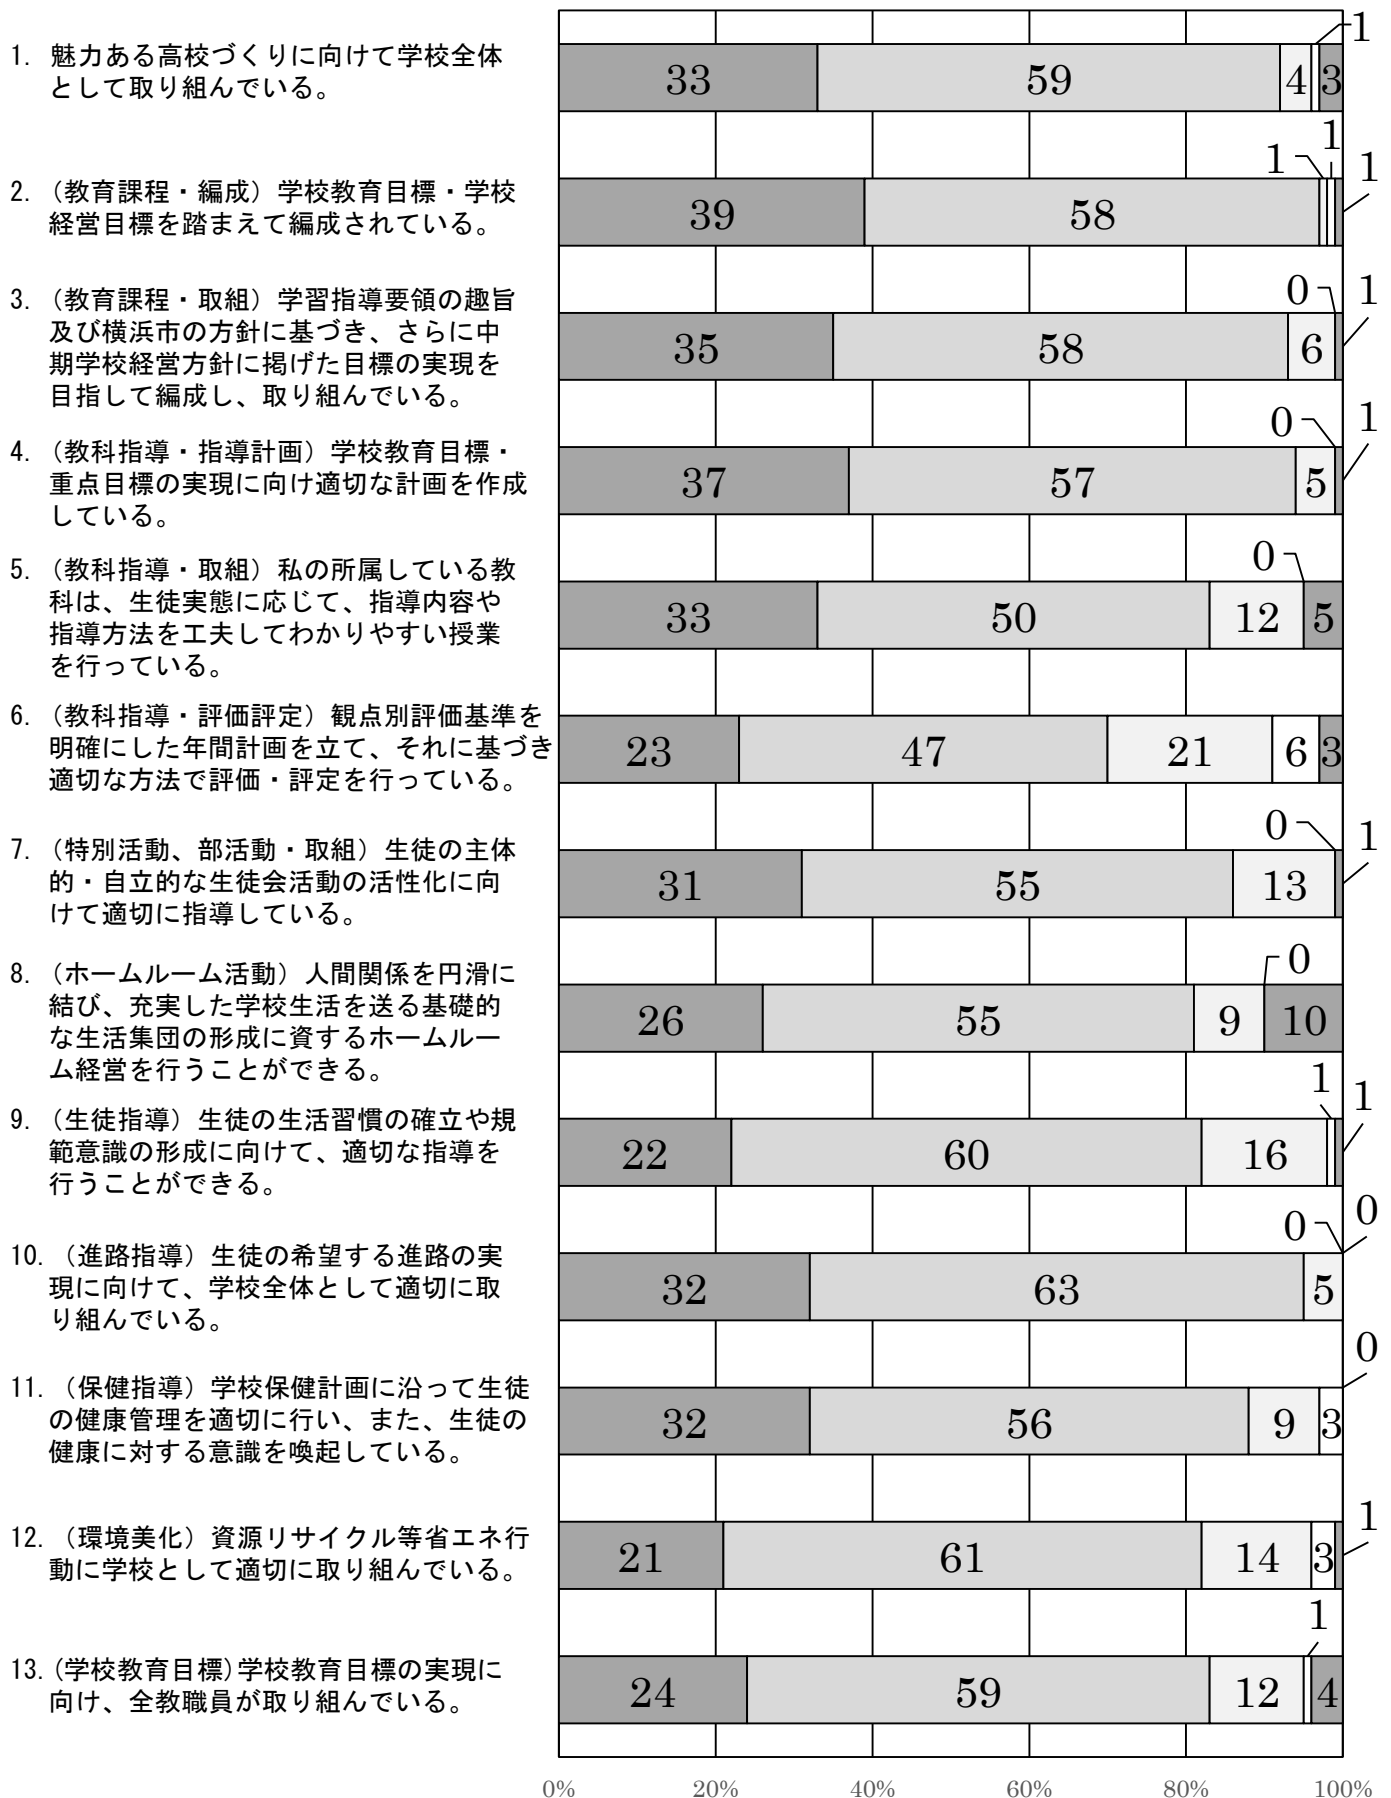 1. 魅力ある高校づくりに向けて学校全体
として取り組んでいる。
33
59
4
1
3
2. （教育課程・編成）学校教育目標・学校
経営目標を踏まえて編成されている。
39
58
1
1
1
3. （教育課程・取組）学習指導要領の趣旨
及び横浜市の方針に基づき、さらに中
期学校経営方針に掲げた目標の実現を
目指して編成し、取り組んでいる。
35
58
6
0
1
4. （教科指導・指導計画）学校教育目標・
重点目標の実現に向け適切な計画を作成
している。
37
57
5
0
1
5. （教科指導・取組）私の所属している教
科は、生徒実態に応じて、指導内容や
指導方法を工夫してわかりやすい授業
を行っている。
33
50
12
0
5
6. （教科指導・評価評定）観点別評価基準を
明確にした年間計画を立て、それに基づき
適切な方法で評価・評定を行っている。
23
47
21
6
3
7. （特別活動、部活動・取組）生徒の主体
的・自立的な生徒会活動の活性化に向
けて適切に指導している。
31
55
13
0
1
8. （ホームルーム活動）人間関係を円滑に
結び、充実した学校生活を送る基礎的
な生活集団の形成に資するホームルー
ム経営を行うことができる。
26
55
9
0
10
9. （生徒指導）生徒の生活習慣の確立や規
範意識の形成に向けて、適切な指導を
行うことができる。
22
60
16
1
1
10. （進路指導）生徒の希望する進路の実
現に向けて、学校全体として適切に取
り組んでいる。
32
63
5
0
0
11. （保健指導）学校保健計画に沿って生徒
の健康管理を適切に行い、また、生徒の
健康に対する意識を喚起している。
32
56
9
3
0
12. （環境美化）資源リサイクル等省エネ行
動に学校として適切に取り組んでいる。
21
61
14
3
1
13. (学校教育目標)学校教育目標の実現に
向け、全教職員が取り組んでいる。
24
59
12
1
4
0% 20% 40% 60% 80% 100%